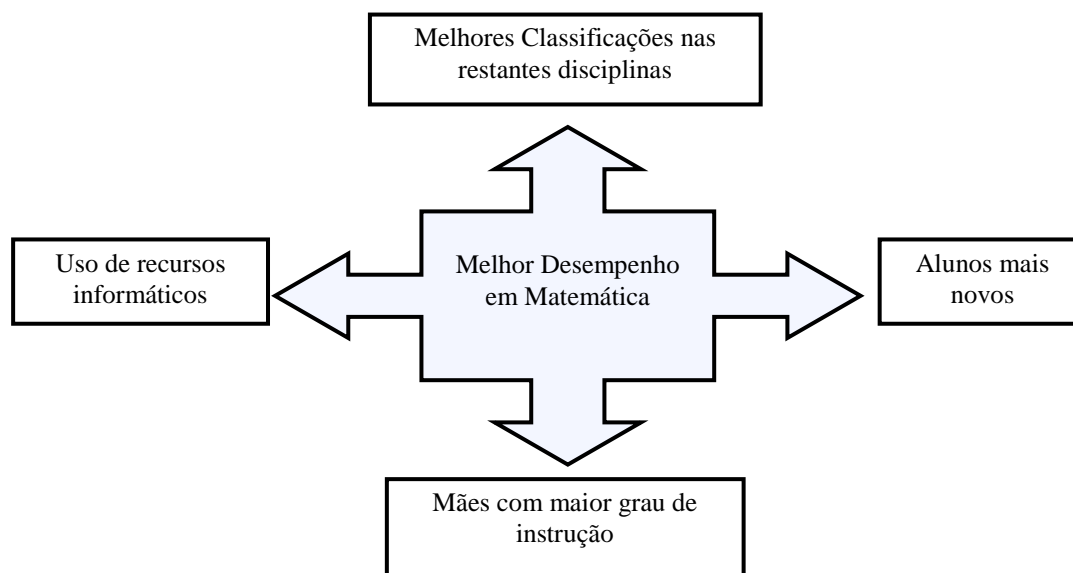 Melhores Classificações nas
restantes disciplinas
Uso de recursos
informáticos
Melhor Desempenho
em Matemática
Alunos mais
novos
Mães com maior grau de
instrução